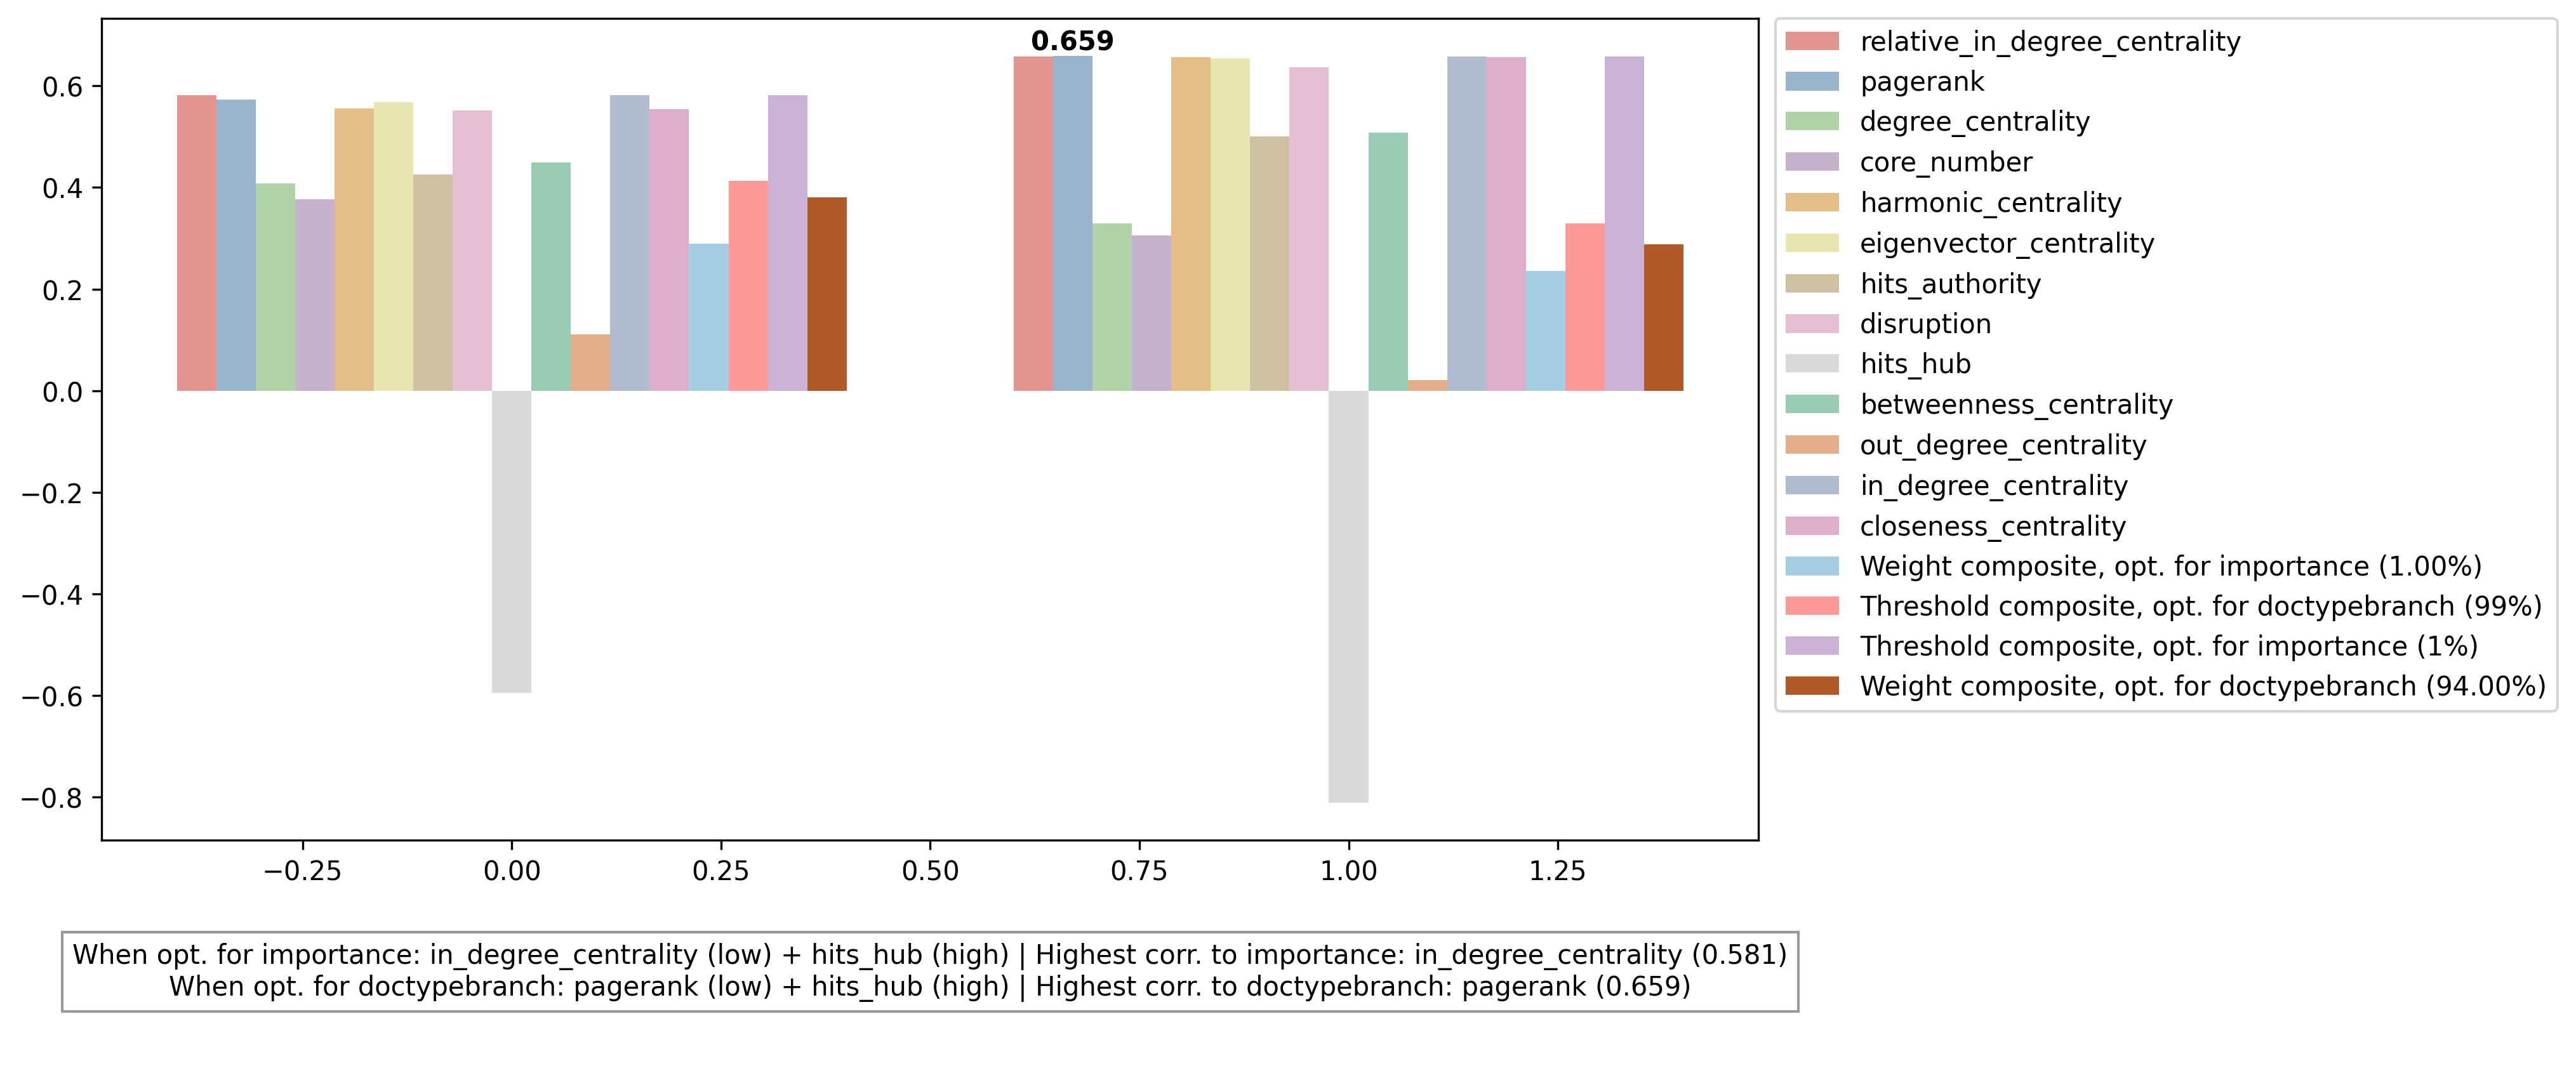 0.659
0.6
0.4
0.2
0.0
−0.2
−0.4
−0.6
−0.8
−0.25
0.00
0.25
0.50
0.75
1.00
1.25
relative_in_degree_centrality
pagerank
degree_centrality
core_number
harmonic_centrality
eigenvector_centrality
hits_authority
disruption
hits_hub
betweenness_centrality
out_degree_centrality
in_degree_centrality
closeness_centrality
Weight composite, opt. for importance (1.00%)
Threshold composite, opt. for doctypebranch (99%)
Threshold composite, opt. for importance (1%)
Weight composite, opt. for doctypebranch (94.00%)
When opt. for importance: in_degree_centrality (low) + hits_hub (high) | Highest corr. to importance: in_degree_centrality (0.581)
When opt. for doctypebranch: pagerank (low) + hits_hub (high) | Highest corr. to doctypebranch: pagerank (0.659)